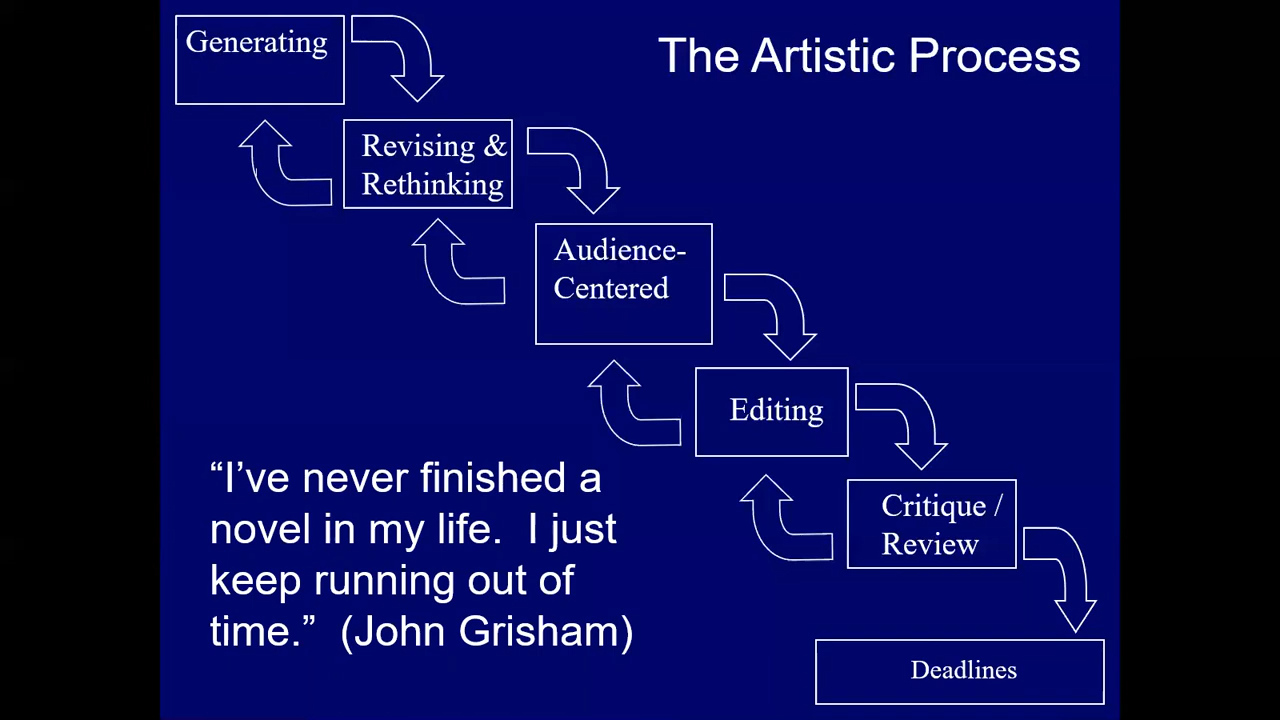 Generating
The Artistic Process
Revising &
Rethinking
Audience-
Centered
Editing
Critique /
Review
Deadlines
“I’ve never finished a
novel in my life.  I just
keep running out of
time.”  (John Grisham)